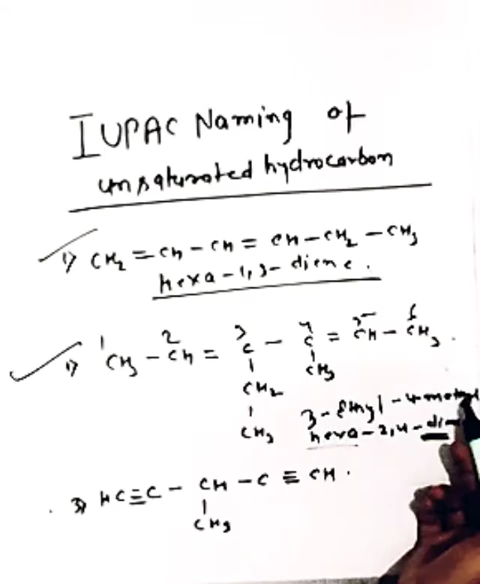 IUPAC Naming of
unsaturated hydrocarbon
1) CH2 = CH - CH = CH - CH2 - CH3
hexa-1,3-diene.
1 2 3 4 5 6
1) CH3 - CH = C - C = CH - CH3.
CH2 CH3
CH3
3-Ethyl-4-
hexa-2,4-
3) HC≡C - CH - C ≡ CH.
CH3